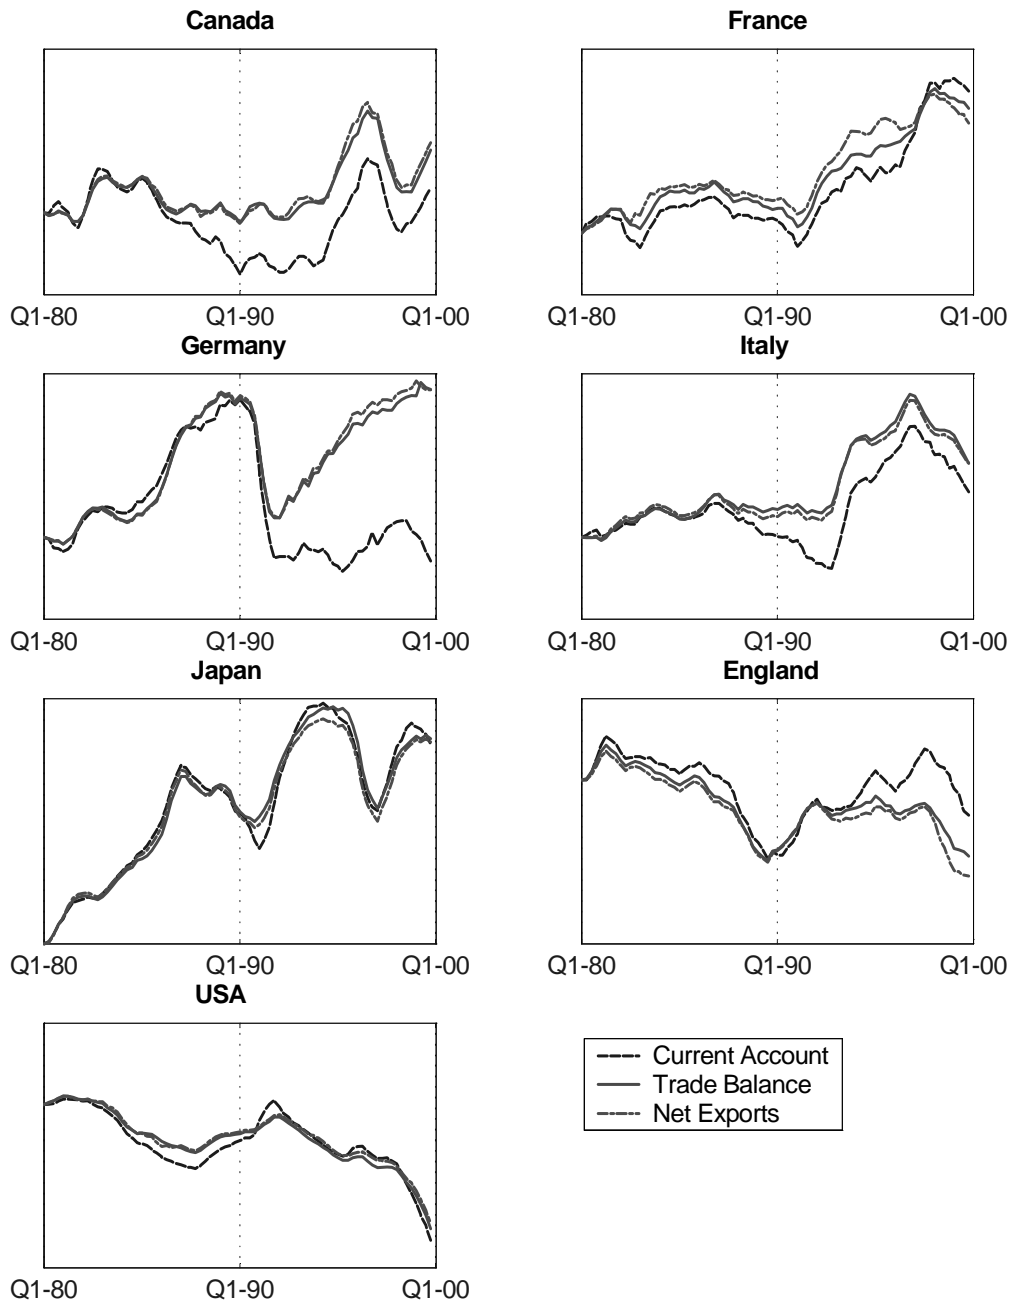 Canada
France
Q1-80 Q1-90 Q1-00
Q1-80 Q1-90 Q1-00
Germany
Italy
Q1-80 Q1-90 Q1-00
Q1-80 Q1-90 Q1-00
Japan
England
Q1-80 Q1-90 Q1-00
Q1-80 Q1-90 Q1-00
USA
Current Account
Trade Balance
Net Exports
Q1-80 Q1-90 Q1-00